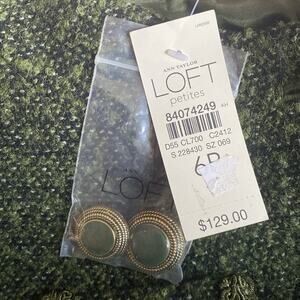 ANN TAYLOR
LOFT
petites
84074249
D55 CL700 C2412
S 228430 SZ 069
6P
$129.00
LOFT